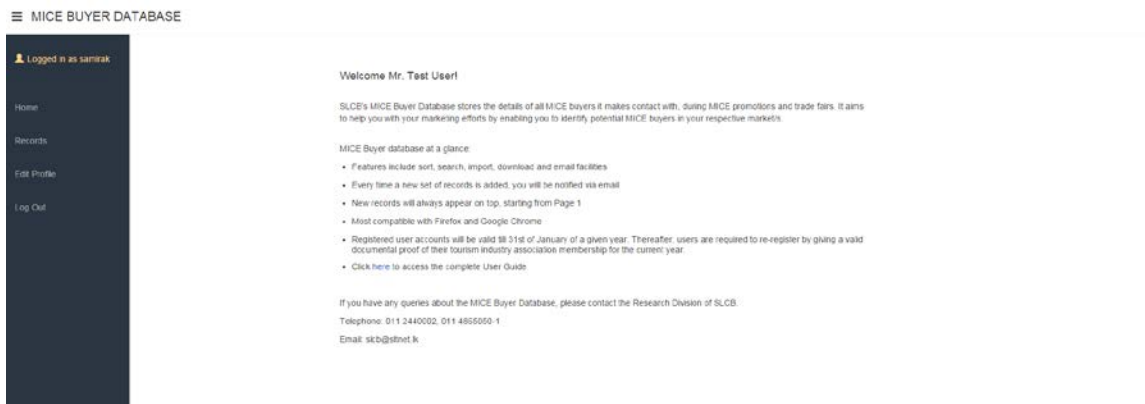 MICE BUYER DATABASE
Logged in as samirak
Home
Records
Edit Profile
Log Out
Welcome Mr. Test User!
SLCB's MICE Buyer Database stores the details of all MICE buyers it makes contact with, during MICE promotions and trade fairs. It aims
to help you with your marketing efforts by enabling you to identify potential MICE buyers in your respective market/s.
MICE Buyer database at a glance:
• Features include sort, search, import, download and email facilities
• Every time a new set of records is added, you will be notified via email
• New records will always appear on top, starting from Page 1
• Most compatible with Firefox and Google Chrome
• Registered user accounts will be valid till 31st of January of a given year. Thereafter, users are required to re-register by giving a valid
documental proof of their tourism industry association membership for the current year.
• Click here to access the complete User Guide
If you have any queries about the MICE Buyer Database, please contact the Research Division of SLCB.
Telephone: 011 2440002, 011 4865050-1
Email: slcb@sltnet.lk